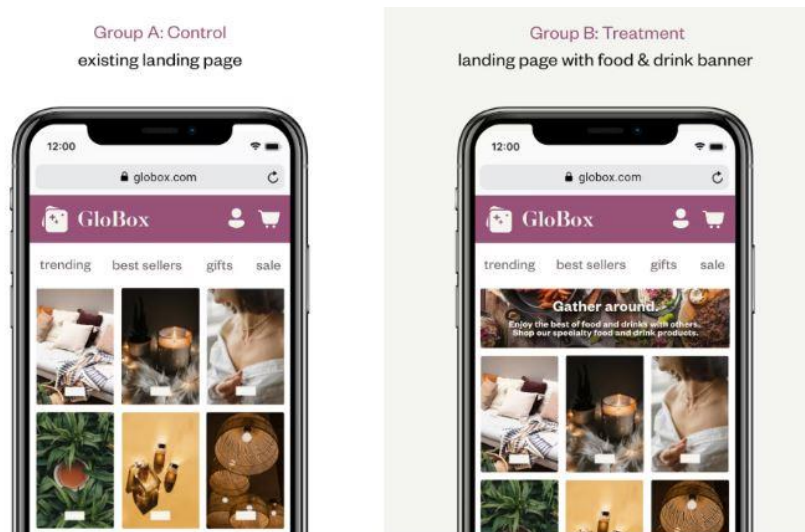 Group A: Control
existing landing page
12:00
globox.com
GloBox
trending best sellers gifts sale
Group B: Treatment
landing page with food & drink banner
12:00
globox.com
GloBox
trending best sellers gifts sale
Gather around.
Enjoy the best of food and drinks with others.
Shop our specialty food and drink products.